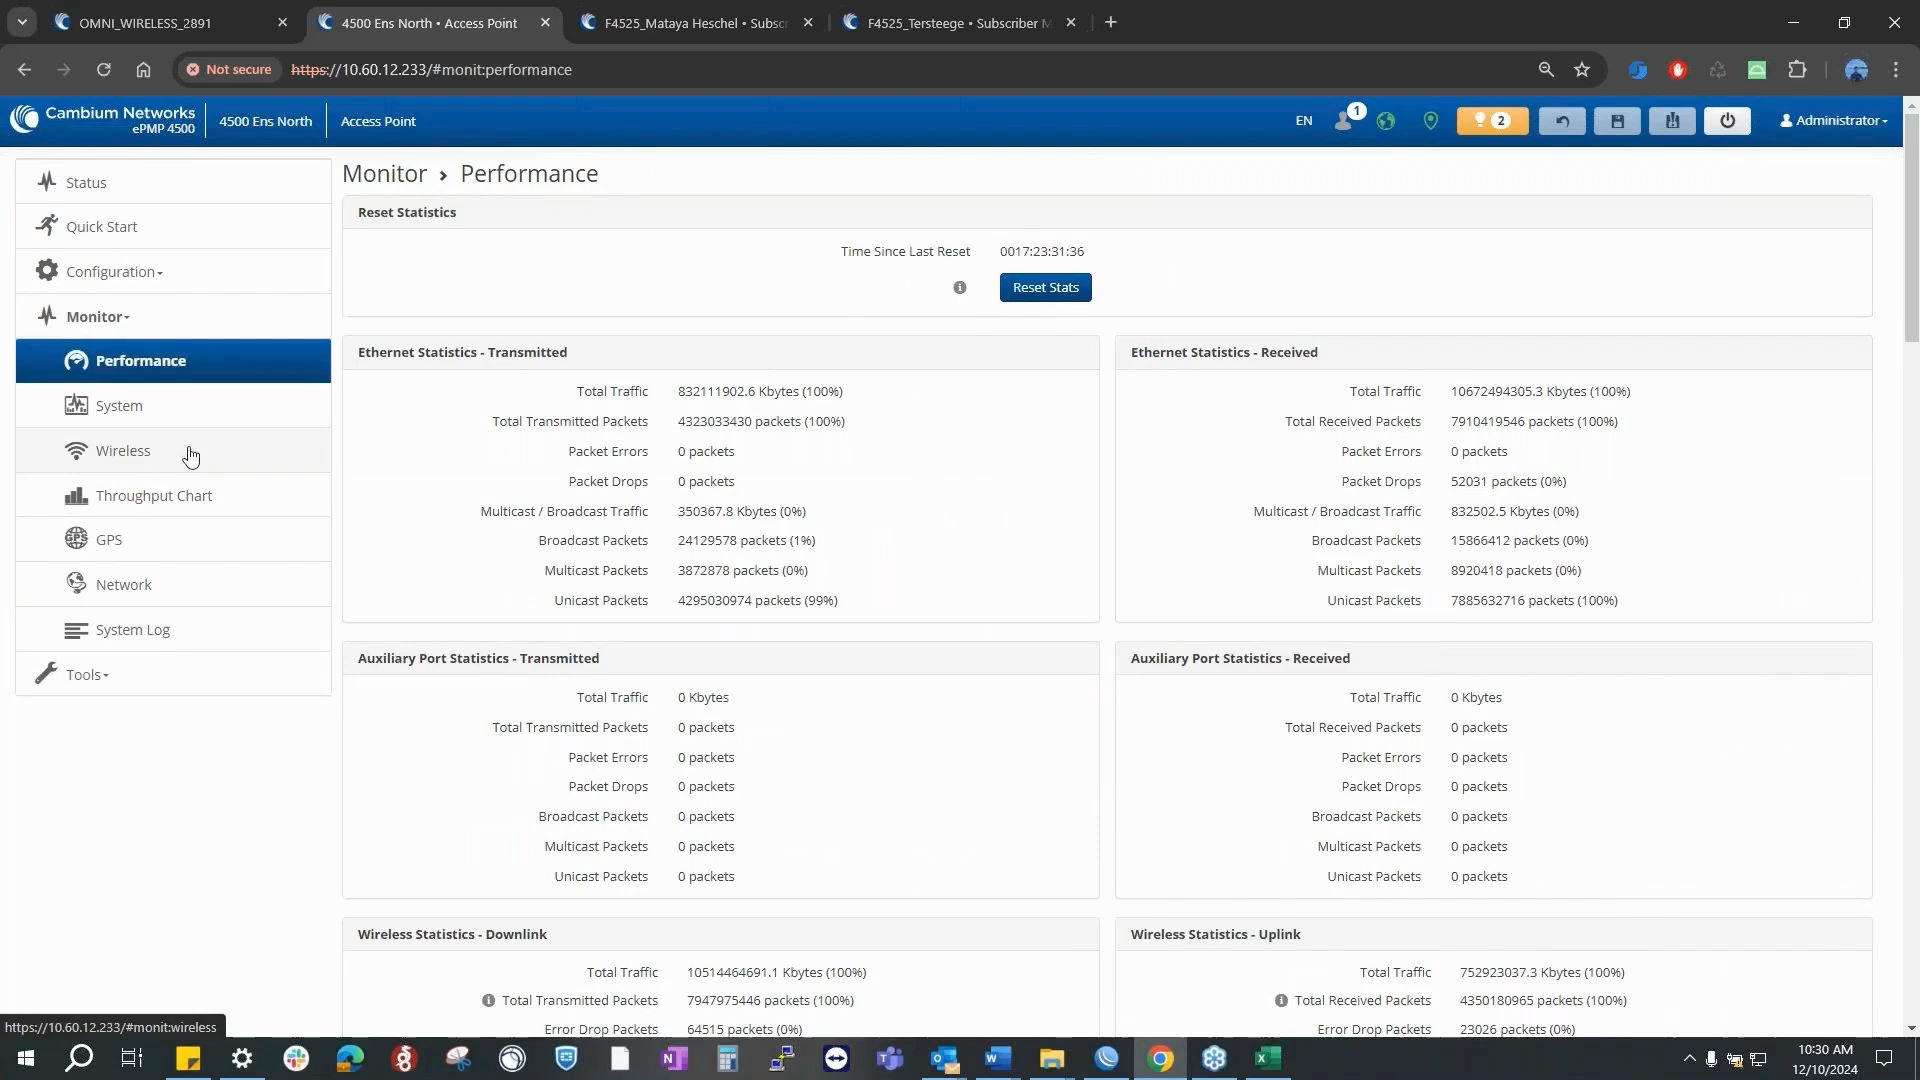 OMNI_WIRELESS_2891
4500 Ens North • Access Point
F4525_Mataya Heschel • Subsc
F4525_Tersteege • Subscriber M
Not secure
https://10.60.12.233/#monit:performance
Cambium Networks
ePMP 4500
4500 Ens North
Access Point
EN
1
2
Administrator
Status
Quick Start
Configuration
Monitor
Performance
System
Wireless
Throughput Chart
GPS
Network
System Log
Tools
Monitor > Performance
Reset Statistics
Time Since Last Reset 0017:23:31:36
Reset Stats
Ethernet Statistics - Transmitted
Total Traffic 832111902.6 Kbytes (100%)
Total Transmitted Packets 4323033430 packets (100%)
Packet Errors 0 packets
Packet Drops 0 packets
Multicast / Broadcast Traffic 350367.8 Kbytes (0%)
Broadcast Packets 24129578 packets (1%)
Multicast Packets 3872878 packets (0%)
Unicast Packets 4295030974 packets (99%)
Ethernet Statistics - Received
Total Traffic 10672494305.3 Kbytes (100%)
Total Received Packets 7910419546 packets (100%)
Packet Errors 0 packets
Packet Drops 52031 packets (0%)
Multicast / Broadcast Traffic 832502.5 Kbytes (0%)
Broadcast Packets 15866412 packets (0%)
Multicast Packets 8920418 packets (0%)
Unicast Packets 7885632716 packets (100%)
Auxiliary Port Statistics - Transmitted
Total Traffic 0 Kbytes
Total Transmitted Packets 0 packets
Packet Errors 0 packets
Packet Drops 0 packets
Broadcast Packets 0 packets
Multicast Packets 0 packets
Unicast Packets 0 packets
Auxiliary Port Statistics - Received
Total Traffic 0 Kbytes
Total Received Packets 0 packets
Packet Errors 0 packets
Packet Drops 0 packets
Broadcast Packets 0 packets
Multicast Packets 0 packets
Unicast Packets 0 packets
Wireless Statistics - Downlink
Total Traffic 10514464691.1 Kbytes (100%)
Total Transmitted Packets 7947975446 packets (100%)
Error Drop Packets 64515 packets (0%)
Wireless Statistics - Uplink
Total Traffic 752923037.3 Kbytes (100%)
Total Received Packets 4350180965 packets (100%)
Error Drop Packets 23026 packets (0%)
https://10.60.12.233/#monit:wireless
10:30 AM
12/10/2024